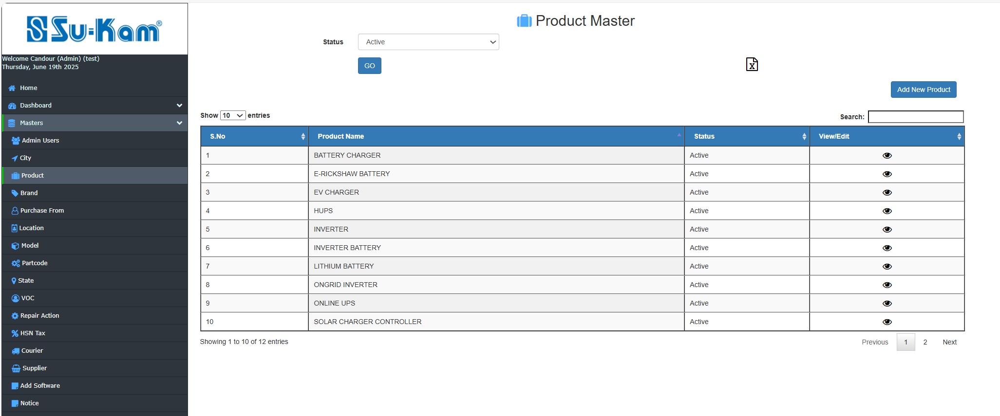 Su-Kam®
Welcome Candour (Admin) (test)
Thursday, June 19th 2025
Home
Dashboard
Masters
Admin Users
City
Product
Brand
Purchase From
Location
Model
Partcode
State
VOC
Repair Action
HSN Tax
Courier
Supplier
Add Software
Notice
Product Master
Status Active
GO
Add New Product
Show 10 entries Search:
S.No Product Name Status View/Edit
1 BATTERY CHARGER Active
2 E-RICKSHAW BATTERY Active
3 EV CHARGER Active
4 HUPS Active
5 INVERTER Active
6 INVERTER BATTERY Active
7 LITHIUM BATTERY Active
8 ONGRID INVERTER Active
9 ONLINE UPS Active
10 SOLAR CHARGER CONTROLLER Active
Showing 1 to 10 of 12 entries Previous 1 2 Next